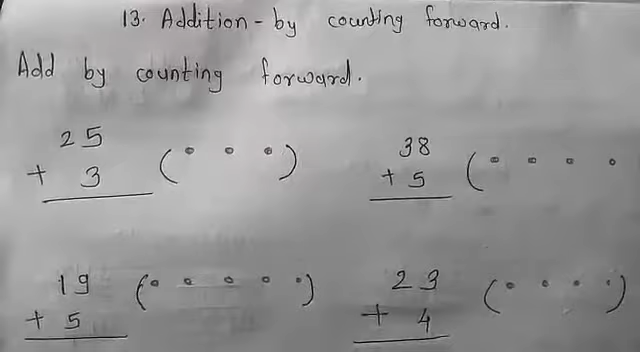 13. Addition - by counting forward.
Add by counting forward.
25 38
+ 3 (• • •) + 5 (• • • •
19 23
+ 5 (• • • • •) + 4 (• • • •)